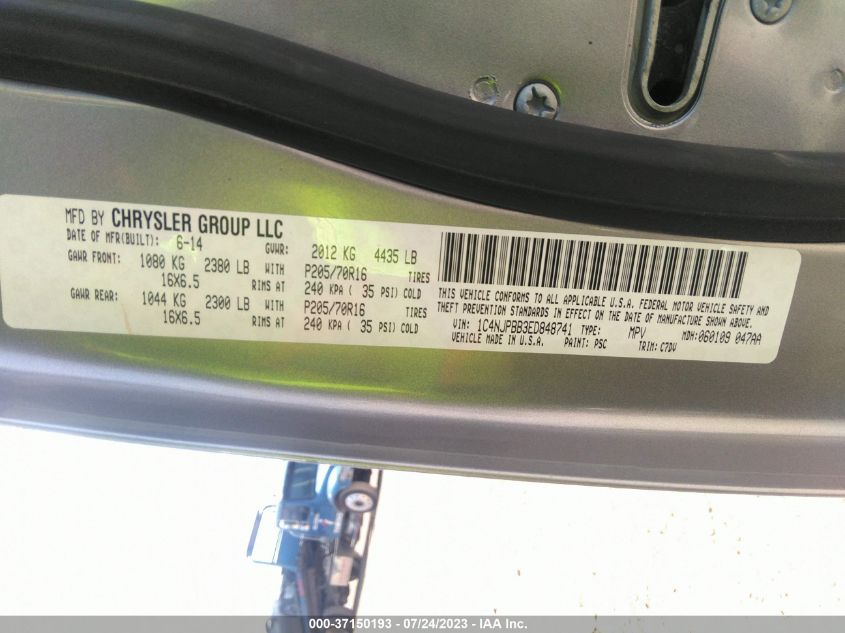 MFD BY CHRYSLER GROUP LLC
DATE OF MFR(BUILT): 6-14 GVWR: 2012 KG 4435 LB
GAWR FRONT: 1080 KG 2380 LB WITH P205/70R16 TIRES
16X6.5 RIMS AT 240 KPA ( 35 PSI) COLD
GAWR REAR: 1044 KG 2300 LB WITH P205/70R16 TIRES
16X6.5 RIMS AT 240 KPA ( 35 PSI) COLD
THIS VEHICLE CONFORMS TO ALL APPLICABLE U.S.A. FEDERAL MOTOR VEHICLE SAFETY AND
THEFT PREVENTION STANDARDS IN EFFECT ON THE DATE OF MANUFACTURE SHOWN ABOVE.
VIN: 1C4NJPBB3ED848741 TYPE: MPV MDH:060109 047AA
VEHICLE MADE IN U.S.A. PAINT: PSC TRIM: C7DV
000-37150193 - 07/24/2023 - IAA Inc.